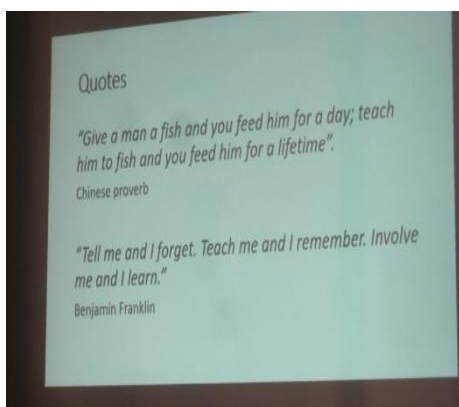 Quotes
“Give a man a fish and you feed him for a day; teach
him to fish and you feed him for a lifetime”.
Chinese proverb
“Tell me and I forget. Teach me and I remember. Involve
me and I learn.”
Benjamin Franklin